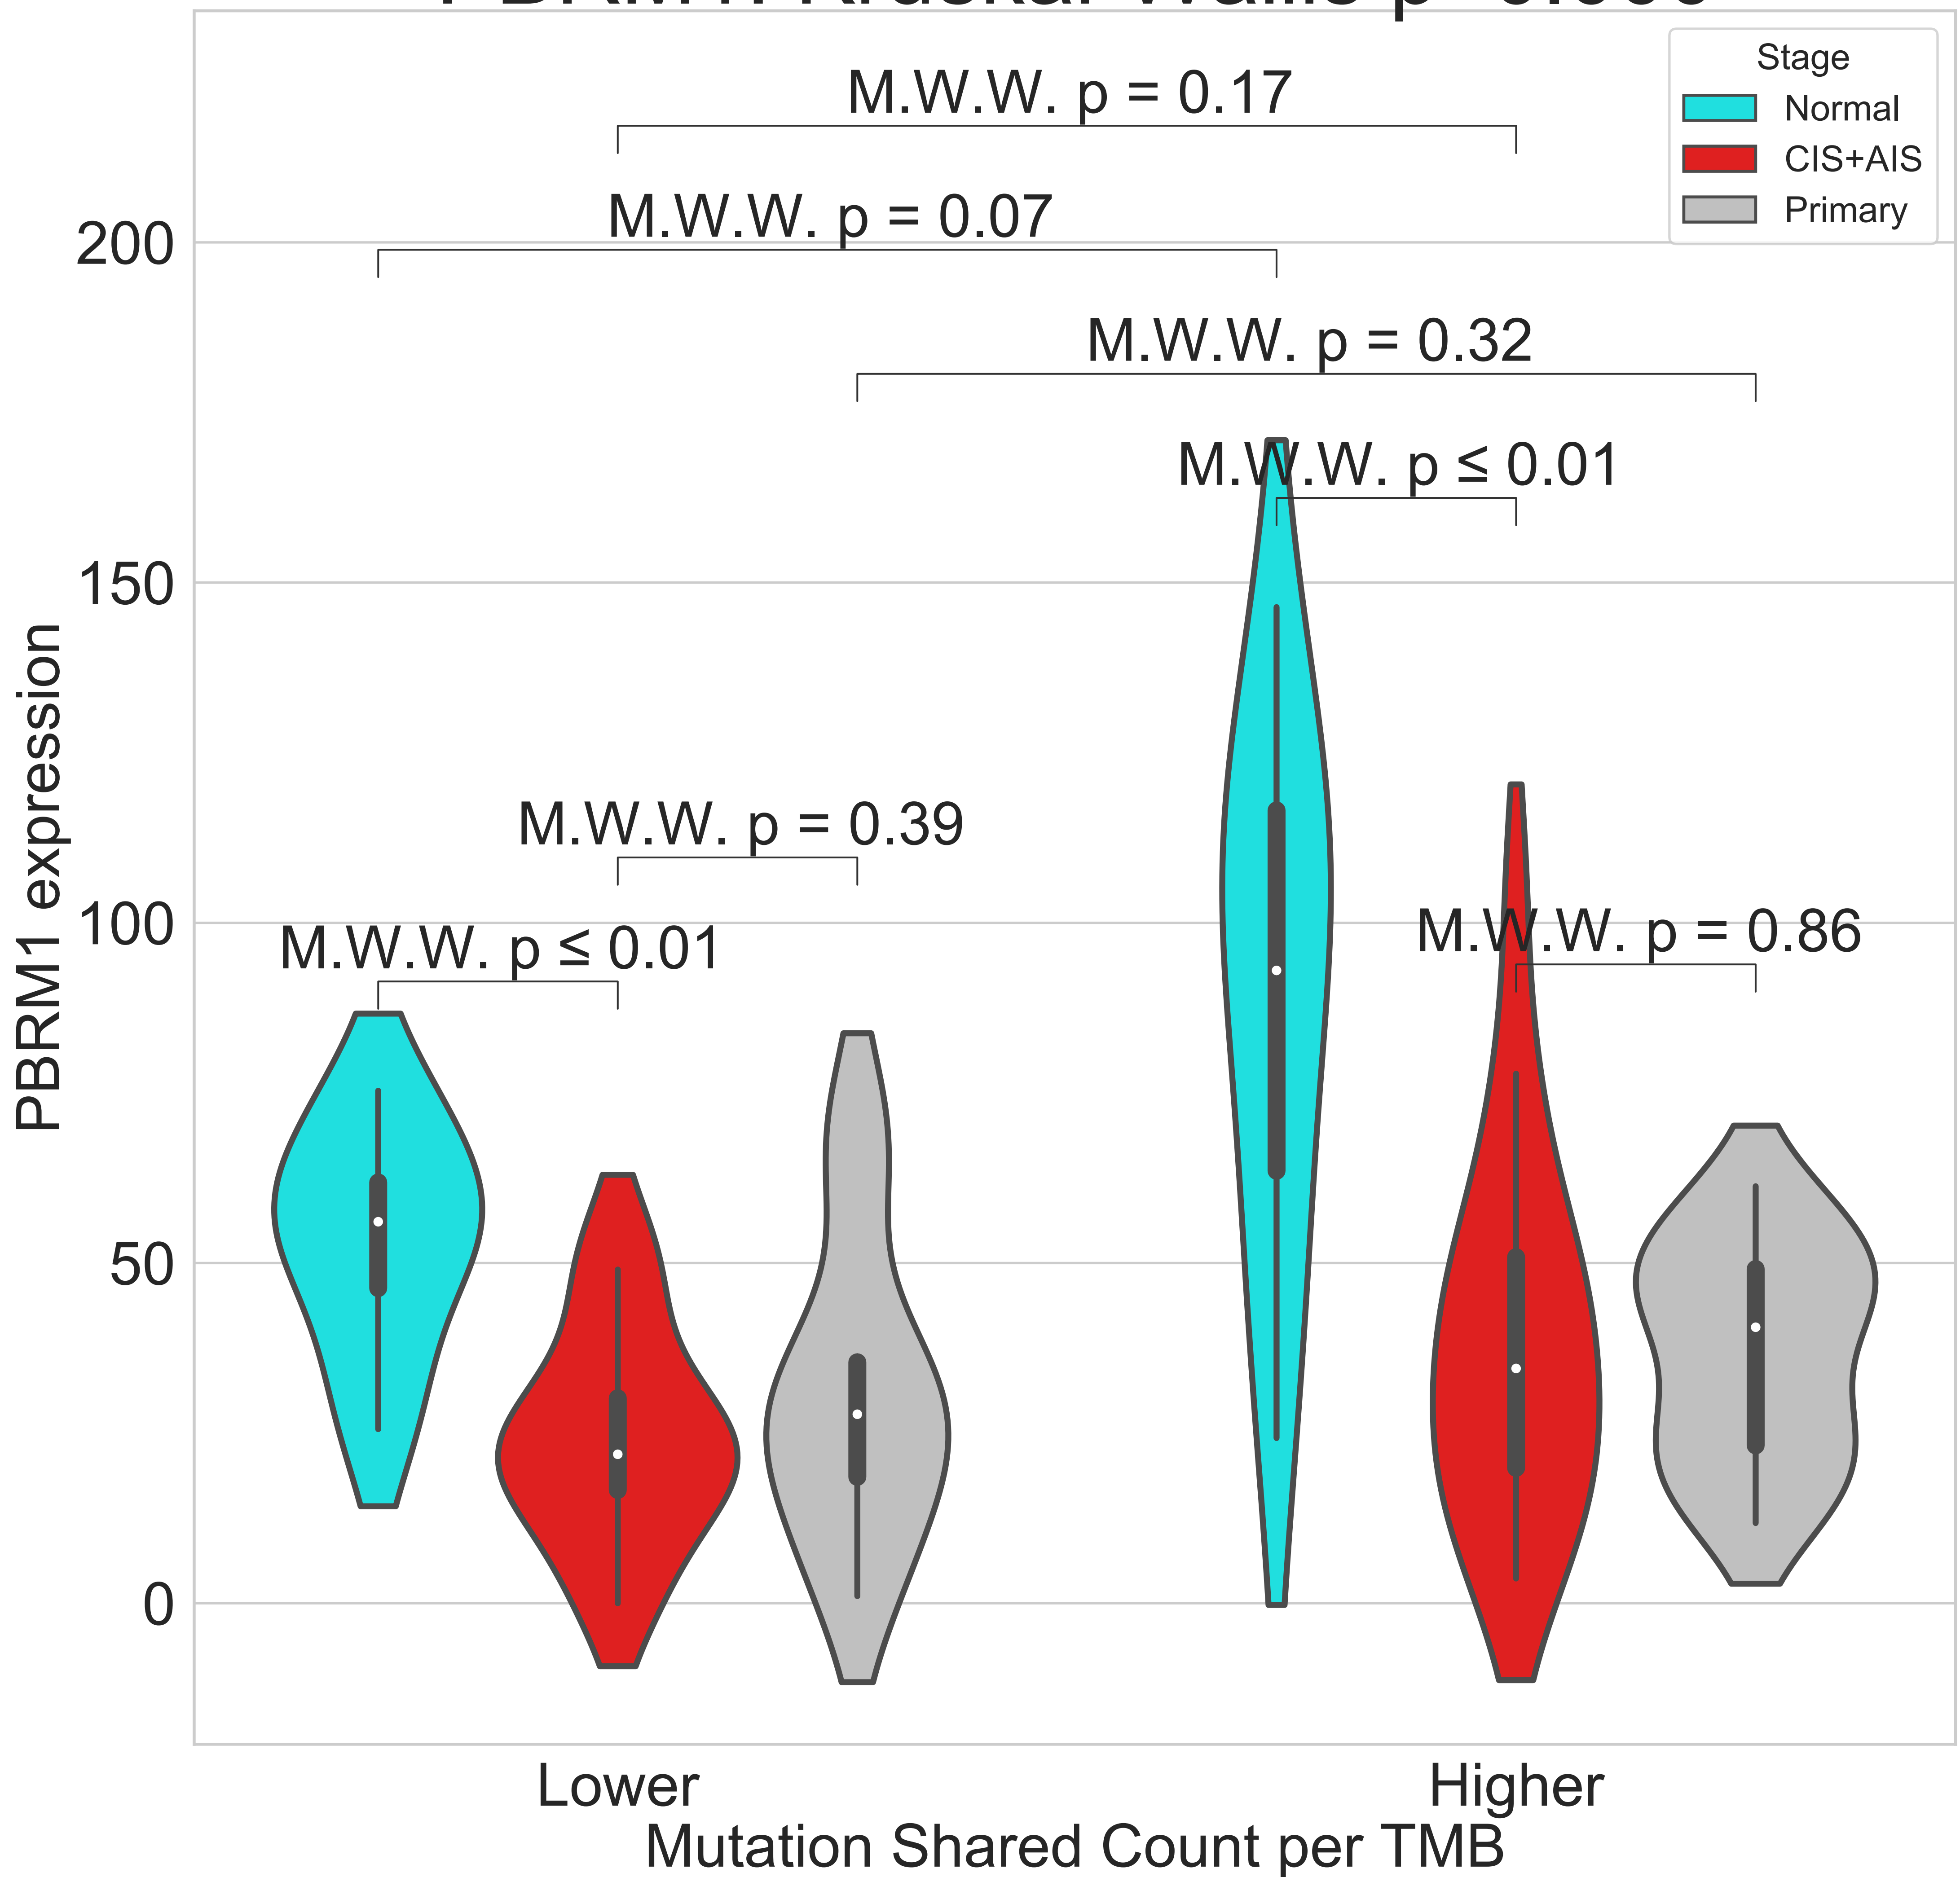 Stage
Normal
CIS+AIS
Primary
M.W.W. p = 0.17
M.W.W. p = 0.07
M.W.W. p = 0.32
M.W.W. p ≤ 0.01
M.W.W. p = 0.39
M.W.W. p ≤ 0.01
M.W.W. p = 0.86
200
150
100
50
0
PBRM1 expression
Lower
Higher
Mutation Shared Count per TMB